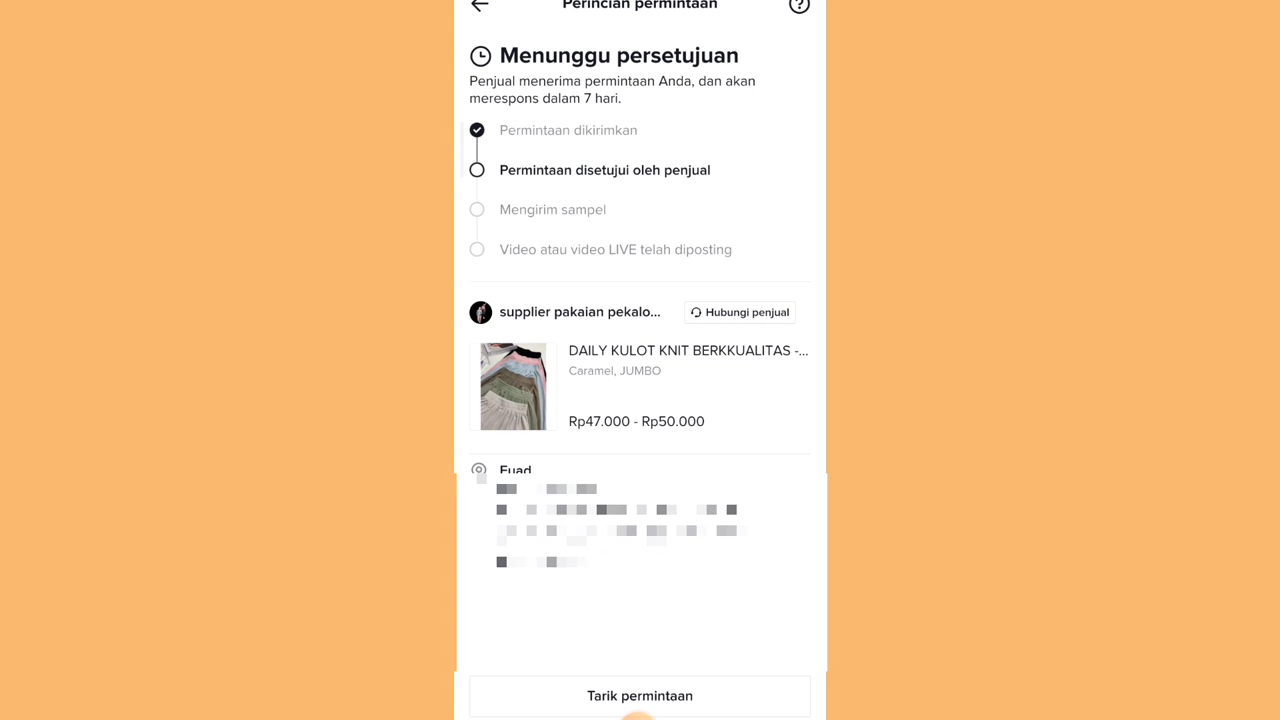 Perincian permintaan
Menunggu persetujuan
Penjual menerima permintaan Anda, dan akan
merespons dalam 7 hari.
Permintaan dikirimkan
Permintaan disetujui oleh penjual
Mengirim sampel
Video atau video LIVE telah diposting
supplier pakaian pekalo...
Hubungi penjual
DAILY KULOT KNIT BERKKUALITAS -...
Caramel, JUMBO
Rp47.000 - Rp50.000
Fuad
Tarik permintaan